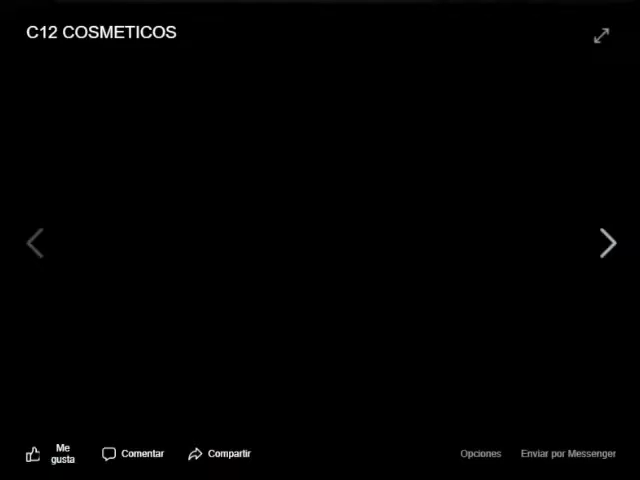 C12 COSMETICOS
Me
gusta
Comentar
Compartir
Opciones
Enviar por Messenger